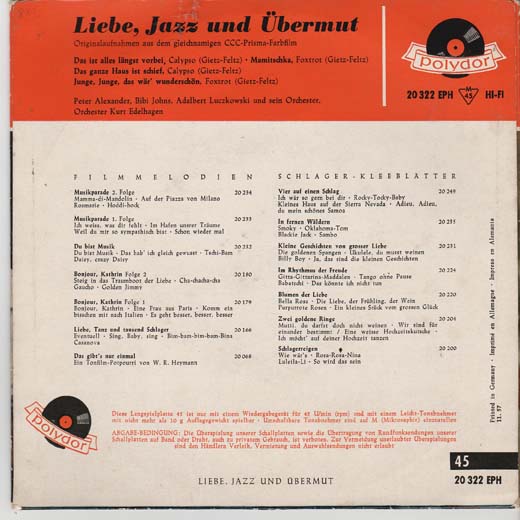 Liebe, Jazz und Übermut
Originalaufnahmen aus dem gleichnamigen CCC-Prisma-Farbfilm
Das ist alles längst vorbei, Calypso (Gietz-Feltz) · Mamitschka, Foxtrot (Gietz-Feltz)
Das ganze Haus ist schief, Calypso (Gietz-Feltz)
Junge, Junge, das wär' wunderschön, Foxtrot (Gietz-Feltz)
Peter Alexander, Bibi Johns, Adalbert Luczkowski und sein Orchester,
Orchester Kurt Edelhagen
Polydor
20 322 EPH
M
45
HI-FI
FILMMELODIEN
Musikparade 2. Folge 20 234
Mamma-di-Mandolin · Auf der Piazza von Milano
Rosmarie · Hoddi-hock
Musikparade 1. Folge 20 233
Ich weiss, was dir fehlt · Im Hafen unserer Träume
Weil du mir so sympathisch bist · Schon wieder mal
Du bist Musik 20 232
Du bist Musik · Das hab' ich gleich gewusst · Tschi-Bam
Daisy, crazy Daisy
Bonjour, Kathrin Folge 2 20 180
Steig in das Traumboot der Liebe · Cha-cha-cha
Gaucho · Golden Jimmy
Bonjour, Kathrin Folge 1 20 179
Bonjour, Kathrin · Eine Frau aus Paris · Komm ein
bisschen mit nach Italien · Es geht besser, besser, besser
Liebe, Tanz und tausend Schlager 20 166
Eventuell · Sing, Baby, sing · Bim-bam-bim-bam-Bina
Casanova
Das gibt's nur einmal 20 068
Ein Tonfilm-Potpourri von W. R. Heymann
SCHLAGER-KLEEBLÄTTER
Vier auf einen Schlag 20 249
Ich wär so gern bei dir · Rocky-Tocky-Baby
Kleines Haus auf der Sierra Nevada · Adieu, Adieu,
du mein schönes Samoa
In fernen Wäldern 20 235
Smoky · Oklahoma-Tom
Blackie Jack · Sambo
Kleine Geschichten von grosser Liebe 20 231
Die goldenen Spangen · Ukulele, du musst weinen
Billy Boy · Ja, das sind die kleinen Geschichten
Im Rhythmus der Freude 20 224
Gitta-Gittarina-Maddalen · Tango ohne Pause
Babatschi · Das könnte ich nicht tun
Blumen der Liebe 20 220
Bella Rosa · Die Liebe, der Frühling, der Wein
Purpurrote Rosen · Ein kleines Stück vom grossen Glück
Zwei goldene Ringe 20 204
Mutti, du darfst doch nicht weinen · Wir sind für
einander bestimmt / Eine weisse Hochzeitskutsche
Ich möcht' auf deiner Hochzeit tanzen
Schlagerreigen 20 200
Wie wär's · Rosa-Rosa-Nina
Luleila-Li · So wird das sein
Printed in Germany · Imprime en Allemagne · Impreso en Alemania
11. 57
Polydor
Diese Langspielplatte 45 ist nur mit einem Wiedergabegerät für 45 U/min (rpm) und mit einem Leicht-Tonabnehmer
mit nicht mehr als 10 g Auflagegewicht spielbar · Umschaltbare Tonabnehmer sind auf M (Mikrorille) einzustellen
ABGABE-BEDINGUNG: Die Überspielung unserer Schallplatten sowie die Übertragung von Rundfunksendungen unserer
Schallplatten auf Band oder Draht, auch zu privatem Gebrauch, ist verboten. Zur Vermeidung unerlaubter Überspielungen
sind den Händlern Verleih, Vermietung und Auswahlsendungen nicht erlaubt
45
20 322 EPH
LIEBE, JAZZ UND ÜBERMUT